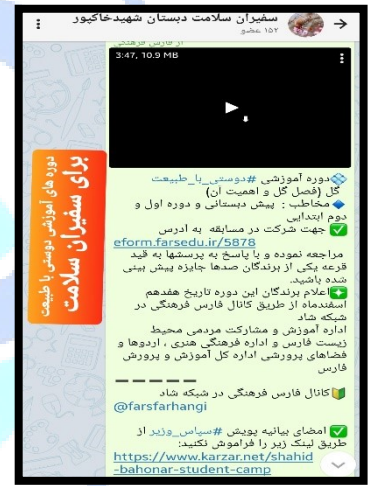 سفیران سلامت دبستان شهیدخاکپور
۱۵۲ عضو
از فارس فرهنگی
3:47, 10.9 MB
دوره آموزشی #دوستی_با_طبیعت
گل (فصل گل و اهمیت آن)
مخاطب : پیش دبستانی و دوره اول و
دوم ابتدایی
جهت شرکت در مسابقه به آدرس
eform.farsedu.ir/5878
مراجعه نموده و با پاسخ به پرسشها به قید
قرعه یکی از برندگان صدها جایزه پیش بینی
شده باشید.
اعلام برندگان این دوره تاریخ هفدهم
اسفندماه از طریق کانال فارس فرهنگی در
شبکه شاد
اداره آموزش و مشارکت مردمی محیط
زیست فارس و اداره فرهنگی هنری ، اردوها و
فضاهای پرورشی اداره کل آموزش و پرورش
فارس
— — — — —
کانال فارس فرهنگی در شبکه شاد
@farsfarhangi
امضای بیانیه پویش #سپاس_وزیر از
طریق لینک زیر را فراموش نکنید:
https://www.karzar.net/shahid
-bahonar-student-camp
دوره های آموزشی دوستی با طبیعت
برای سفیران سلامت